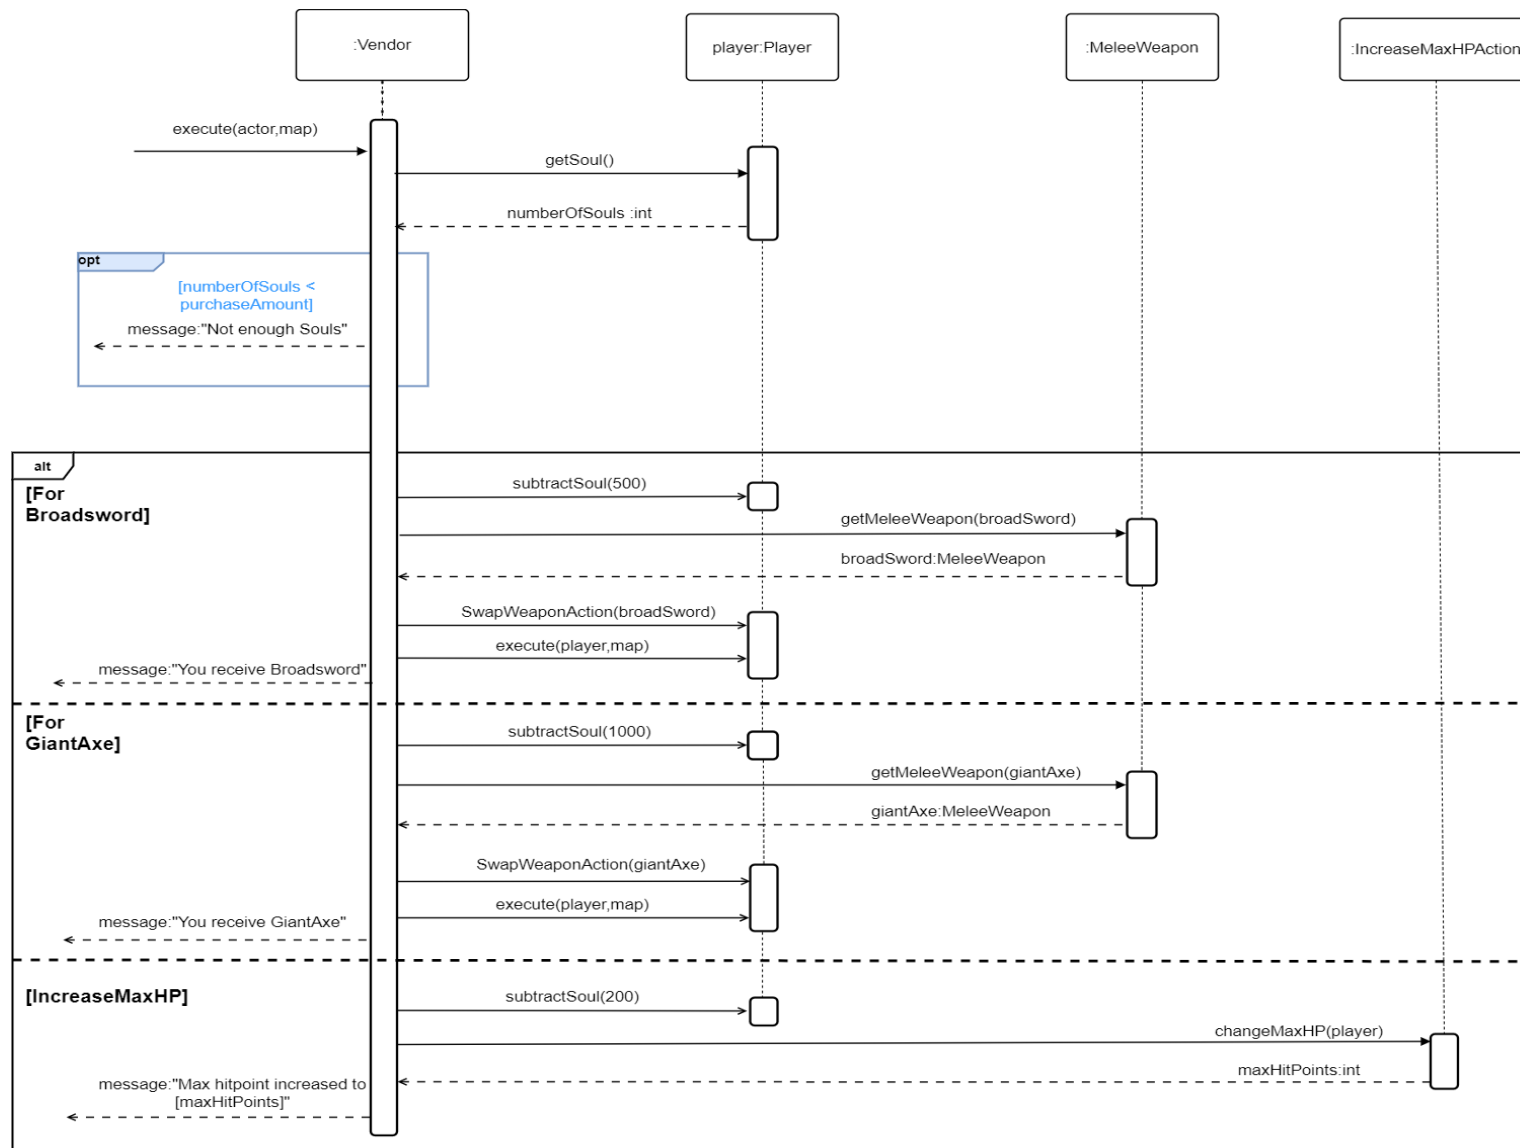 :Vendor
player:Player
:MeleeWeapon
:IncreaseMaxHPAction
execute(actor,map)
getSoul()
numberOfSouls :int
opt
[numberOfSouls <
purchaseAmount]
message:"Not enough Souls"
alt
[For
Broadsword]
subtractSoul(500)
getMeleeWeapon(broadSword)
broadSword:MeleeWeapon
SwapWeaponAction(broadSword)
execute(player,map)
message:"You receive Broadsword"
[For
GiantAxe]
subtractSoul(1000)
getMeleeWeapon(giantAxe)
giantAxe:MeleeWeapon
SwapWeaponAction(giantAxe)
execute(player,map)
message:"You receive GiantAxe"
[IncreaseMaxHP]
subtractSoul(200)
changeMaxHP(player)
maxHitPoints:int
message:"Max hitpoint increased to
[maxHitPoints]"